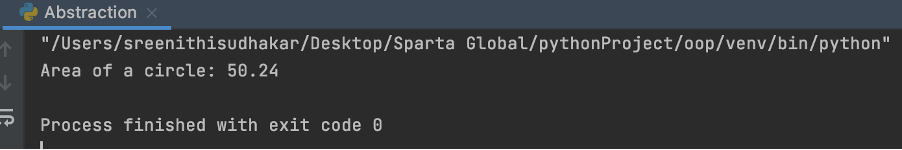 Abstraction
"/Users/sreenithisudhakar/Desktop/Sparta Global/pythonProject/oop/venv/bin/python"
Area of a circle: 50.24
Process finished with exit code 0